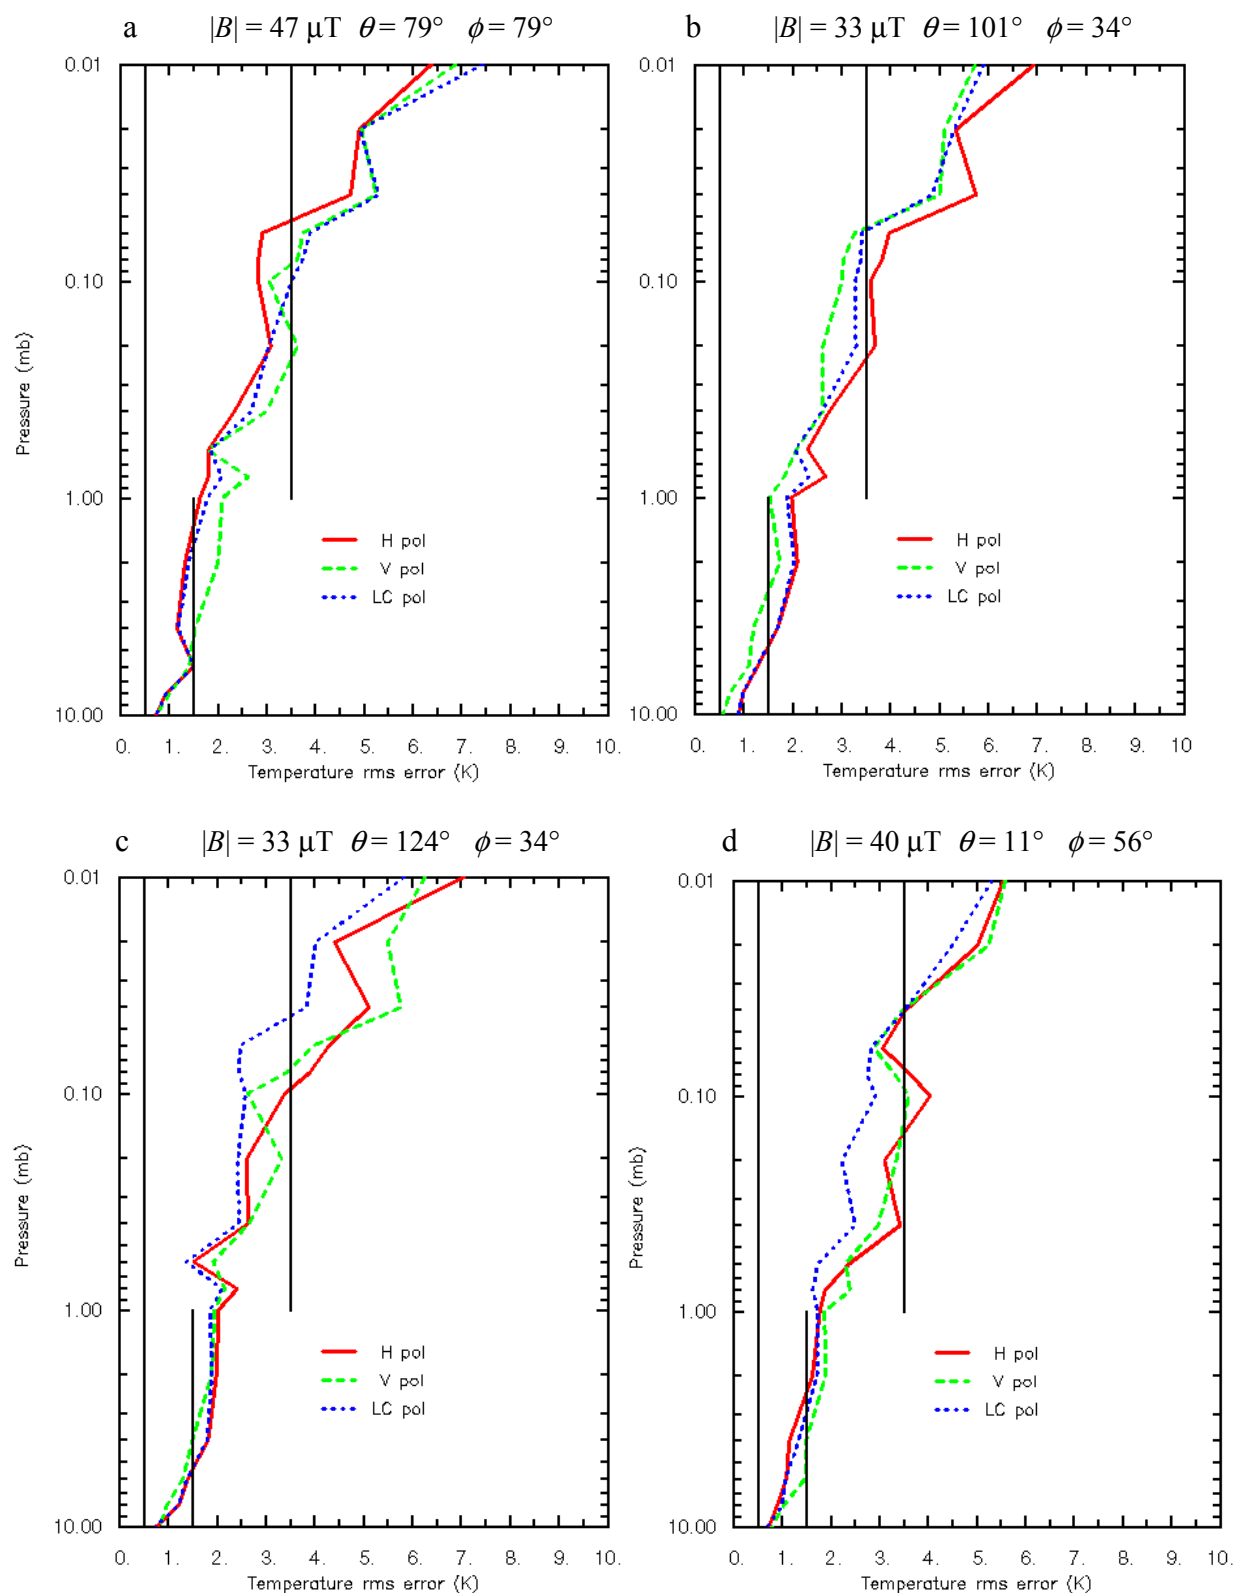 a |B| = 47 μT θ = 79° ϕ = 79°
0.01
0.10
1.00
10.00
Pressure (mb)
H pol
V pol
LC pol
0. 1. 2. 3. 4. 5. 6. 7. 8. 9. 10.
Temperature rms error (K)
b |B| = 33 μT θ = 101° ϕ = 34°
0.01
0.10
1.00
10.00
H pol
V pol
LC pol
0. 1. 2. 3. 4. 5. 6. 7. 8. 9. 10
Temperature rms error (K)
c |B| = 33 μT θ = 124° ϕ = 34°
0.01
0.10
1.00
10.00
Pressure (mb)
H pol
V pol
LC pol
0. 1. 2. 3. 4. 5. 6. 7. 8. 9. 10.
Temperature rms error (K)
d |B| = 40 μT θ = 11° ϕ = 56°
0.01
0.10
1.00
10.00
Pressure (mb)
H pol
V pol
LC pol
0. 1. 2. 3. 4. 5. 6. 7. 8. 9. 10.
Temperature rms error (K)